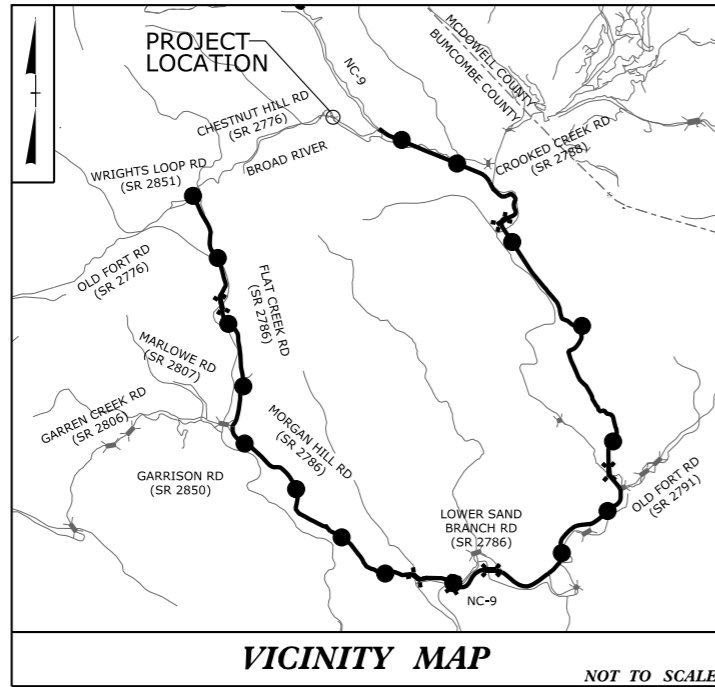 PROJECT
LOCATION
NC-9
MCDOWELL COUNTY
BUMCOMBE COUNTY
CHESTNUT HILL RD
(SR 2776)
BROAD RIVER
CROOKED CREEK RD
(SR 2788)
WRIGHTS LOOP RD
(SR 2851)
OLD FORT RD
(SR 2776)
FLAT CREEK RD
(SR 2786)
MARLOWE RD
(SR 2807)
GARREN CREEK RD
(SR 2806)
MORGAN HILL RD
(SR 2786)
GARRISON RD
(SR 2850)
OLD FORT RD
(SR 2791)
LOWER SAND
BRANCH RD
(SR 2786)
NC-9
VICINITY MAP
NOT TO SCALE